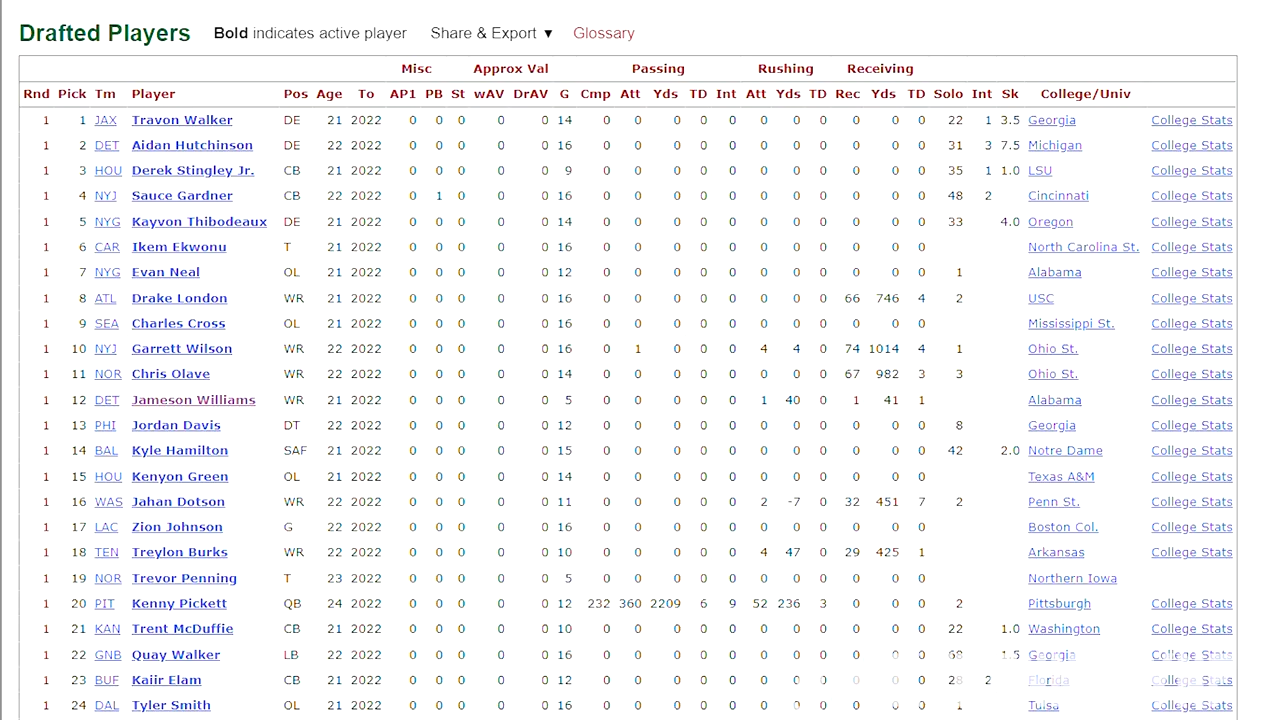 Drafted Players Bold indicates active player Share & Export ▼ Glossary
Misc Approx Val Passing Rushing Receiving
Rnd Pick Tm Player Pos Age To AP1 PB St wAV DrAV G Cmp Att Yds TD Int Att Yds TD Rec Yds TD Solo Int Sk College/Univ
1 1 JAX Travon Walker DE 21 2022 0 0 0 0 0 14 0 0 0 0 0 0 0 0 0 0 0 22 1 3.5 Georgia College Stats
1 2 DET Aidan Hutchinson DE 22 2022 0 0 0 0 0 16 0 0 0 0 0 0 0 0 0 0 0 31 3 7.5 Michigan College Stats
1 3 HOU Derek Stingley Jr. CB 21 2022 0 0 0 0 0 9 0 0 0 0 0 0 0 0 0 0 0 35 1 1.0 LSU College Stats
1 4 NYJ Sauce Gardner CB 22 2022 0 1 0 0 0 16 0 0 0 0 0 0 0 0 0 0 0 48 2 Cincinnati College Stats
1 5 NYG Kayvon Thibodeaux DE 21 2022 0 0 0 0 0 14 0 0 0 0 0 0 0 0 0 0 0 33 4.0 Oregon College Stats
1 6 CAR Ikem Ekwonu T 21 2022 0 0 0 0 0 16 0 0 0 0 0 0 0 0 0 0 0 North Carolina St. College Stats
1 7 NYG Evan Neal OL 21 2022 0 0 0 0 0 12 0 0 0 0 0 0 0 0 0 0 0 1 Alabama College Stats
1 8 ATL Drake London WR 21 2022 0 0 0 0 0 16 0 0 0 0 0 0 0 0 66 746 4 2 USC College Stats
1 9 SEA Charles Cross OL 21 2022 0 0 0 0 0 16 0 0 0 0 0 0 0 0 0 0 0 Mississippi St. College Stats
1 10 NYJ Garrett Wilson WR 22 2022 0 0 0 0 0 16 0 1 0 0 0 4 4 0 74 1014 4 1 Ohio St. College Stats
1 11 NOR Chris Olave WR 22 2022 0 0 0 0 0 14 0 0 0 0 0 0 0 0 67 982 3 3 Ohio St. College Stats
1 12 DET Jameson Williams WR 21 2022 0 0 0 0 0 5 0 0 0 0 0 1 40 0 1 41 1 Alabama College Stats
1 13 PHI Jordan Davis DT 22 2022 0 0 0 0 0 12 0 0 0 0 0 0 0 0 0 0 0 8 Georgia College Stats
1 14 BAL Kyle Hamilton SAF 21 2022 0 0 0 0 0 15 0 0 0 0 0 0 0 0 0 0 0 42 2.0 Notre Dame College Stats
1 15 HOU Kenyon Green OL 21 2022 0 0 0 0 0 14 0 0 0 0 0 0 0 0 0 0 0 Texas A&M College Stats
1 16 WAS Jahan Dotson WR 22 2022 0 0 0 0 0 11 0 0 0 0 0 2 -7 0 32 451 7 2 Penn St. College Stats
1 17 LAC Zion Johnson G 22 2022 0 0 0 0 0 16 0 0 0 0 0 0 0 0 0 0 0 Boston Col. College Stats
1 18 TEN Treylon Burks WR 22 2022 0 0 0 0 0 10 0 0 0 0 0 4 47 0 29 425 1 Arkansas College Stats
1 19 NOR Trevor Penning T 23 2022 0 0 0 0 0 5 0 0 0 0 0 0 0 0 0 0 0 Northern Iowa
1 20 PIT Kenny Pickett QB 24 2022 0 0 0 0 0 12 232 360 2209 6 9 52 236 3 0 0 0 2 Pittsburgh College Stats
1 21 KAN Trent McDuffie CB 21 2022 0 0 0 0 0 10 0 0 0 0 0 0 0 0 0 0 0 22 1.0 Washington College Stats
1 22 GNB Quay Walker LB 22 2022 0 0 0 0 0 16 0 0 0 0 0 0 0 0 0 0 0 68 1.5 Georgia College Stats
1 23 BUF Kaiir Elam CB 21 2022 0 0 0 0 0 12 0 0 0 0 0 0 0 0 0 0 0 28 2 Florida College Stats
1 24 DAL Tyler Smith OL 21 2022 0 0 0 0 0 16 0 0 0 0 0 0 0 0 0 0 0 1 Tulsa College Stats